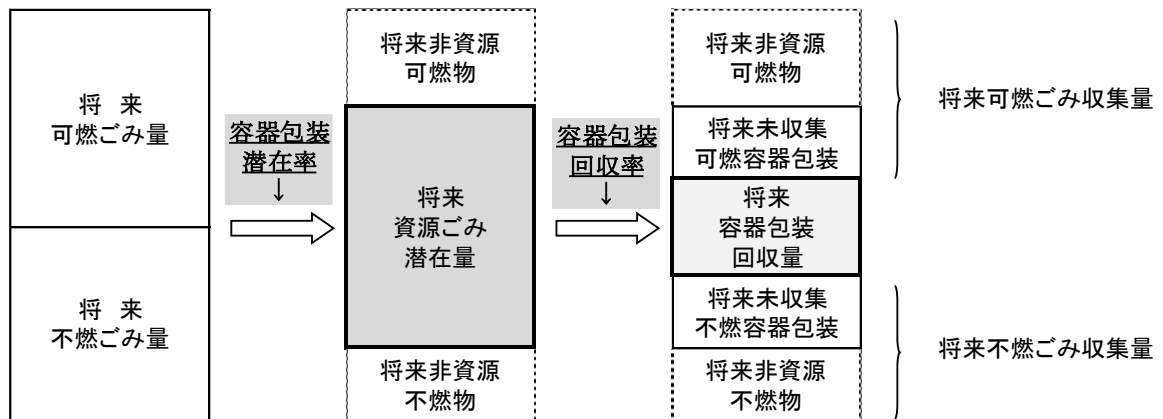 将 来
可燃ごみ量
将 来
不燃ごみ量
容器包装
潜在率
↓
将来非資源
可燃物
将来
資源ごみ
潜在量
将来非資源
不燃物
容器包装
回収率
↓
将来非資源
可燃物
将来未収集
可燃容器包装
将来
容器包装
回収量
将来未収集
不燃容器包装
将来非資源
不燃物
将来可燃ごみ収集量
将来不燃ごみ収集量